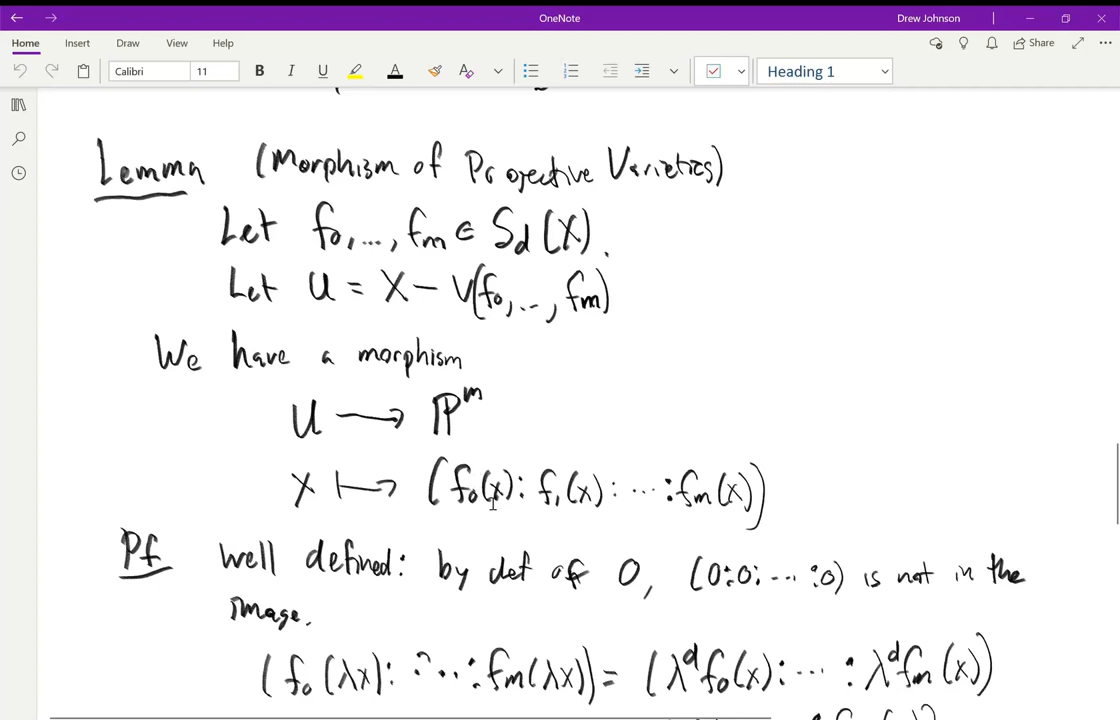 OneNote
Drew Johnson
Home Insert Draw View Help
Share
Calibri 11 B I U A Heading 1
Lemma (Morphism of Projective Varieties)
Let f₀,...,fm ∈ Sd(X).
Let U = X − V(f₀,...,fm)
We have a morphism
U ⟶ ℙᵐ
x ⟼ (f₀(x): f₁(x): ⋯ :fm(x))
Pf well defined: by def of 0, (0:0: ⋯ :0) is not in the
image.
(f₀(λx): ⋯ :fm(λx)) = (λᵈf₀(x): ⋯ : λᵈfm(x))